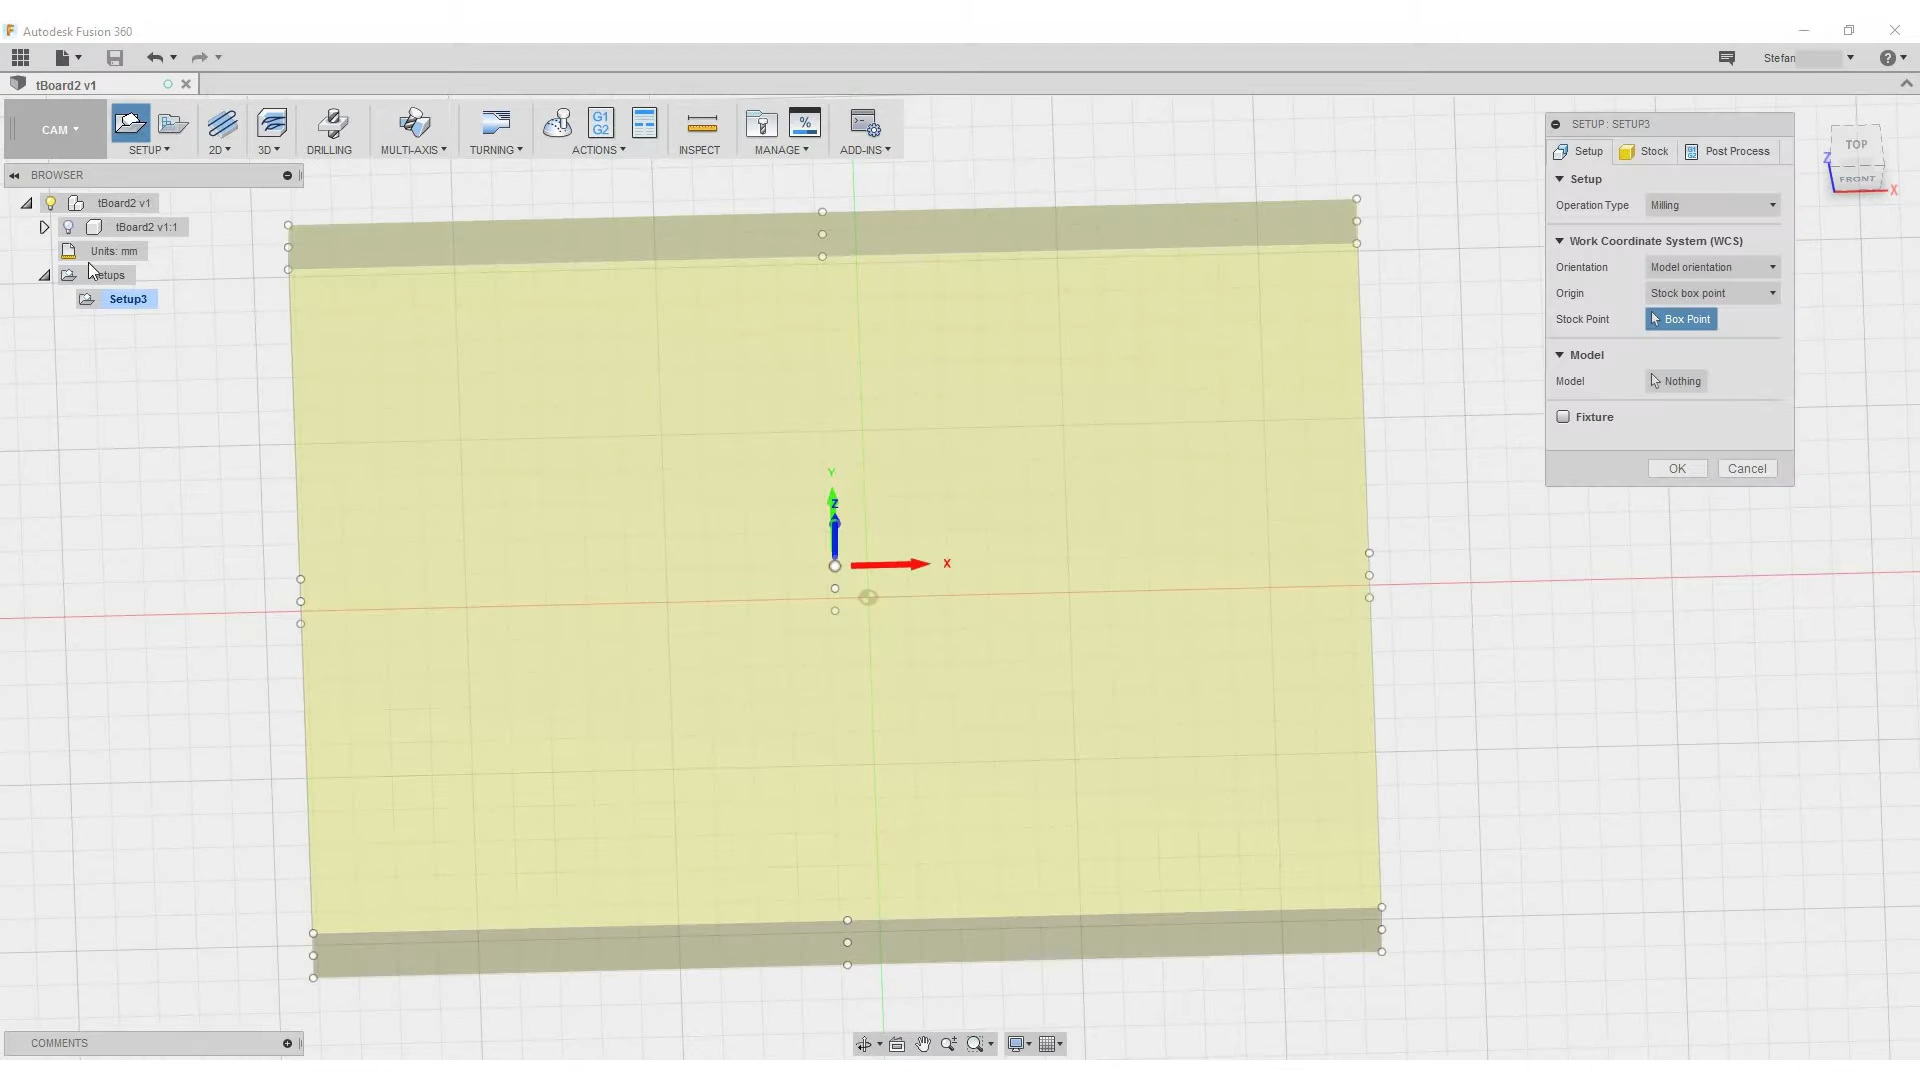 Autodesk Fusion 360
Stefan
tBoard2 v1
CAM
SETUP
2D
3D
DRILLING
MULTI-AXIS
TURNING
G1
G2
ACTIONS
INSPECT
%
MANAGE
ADD-INS
BROWSER
tBoard2 v1
tBoard2 v1:1
Units: mm
etups
Setup3
SETUP : SETUP3
Setup
Stock
Post Process
Setup
Operation Type
Milling
Work Coordinate System (WCS)
Orientation
Model orientation
Origin
Stock box point
Stock Point
Box Point
Model
Model
Nothing
Fixture
OK
Cancel
TOP
FRONT
Z
X
Y
Z
X
COMMENTS